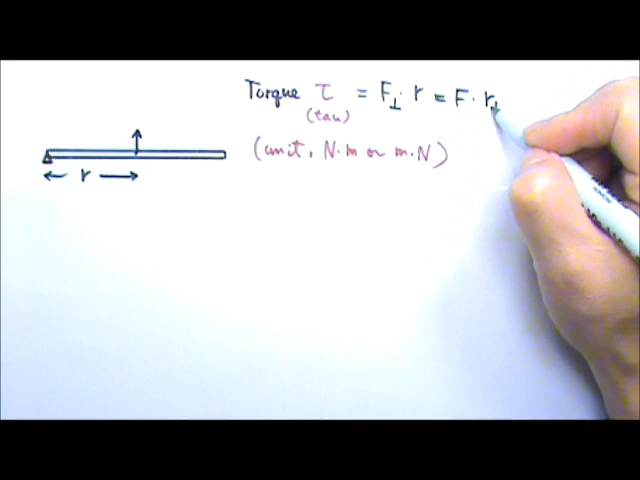 Torque τ = F⊥ · r = F · r⊥
(tau)
(unit, N·m or m·N)
r